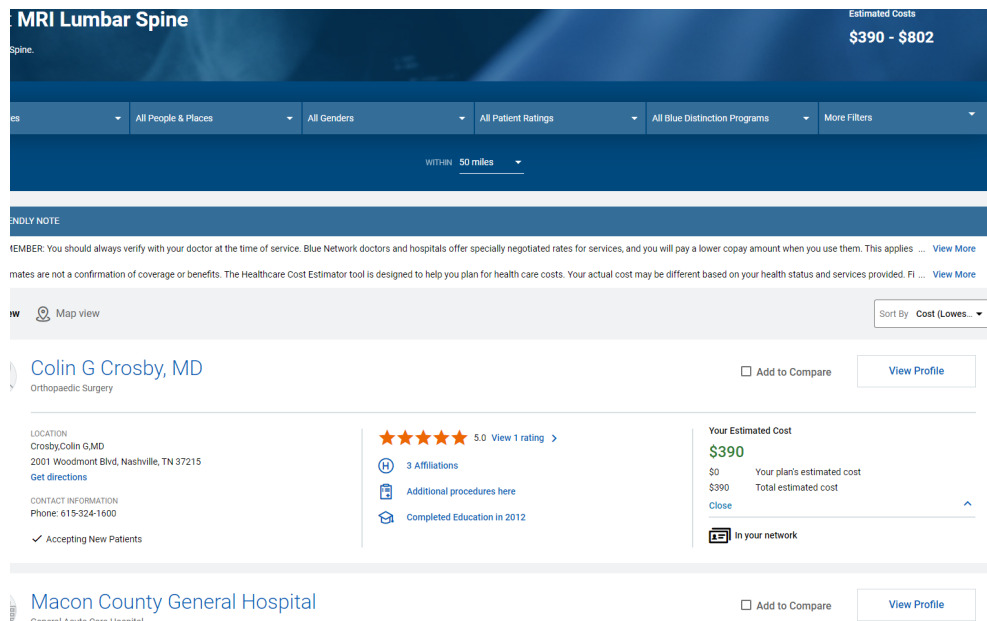 : MRI Lumbar Spine
Estimated Costs
$390 - $802
Spine.
es
All People & Places
All Genders
All Patient Ratings
All Blue Distinction Programs
More Filters
WITHIN 50 miles
ENDLY NOTE
MEMBER: You should always verify with your doctor at the time of service. Blue Network doctors and hospitals offer specially negotiated rates for services, and you will pay a lower copay amount when you use them. This applies ... View More
mates are not a confirmation of coverage or benefits. The Healthcare Cost Estimator tool is designed to help you plan for health care costs. Your actual cost may be different based on your health status and services provided. Fi ... View More
ew
Map view
Sort By Cost (Lowes...
Colin G Crosby, MD
Orthopaedic Surgery
Add to Compare
View Profile
LOCATION
Crosby,Colin G,MD
2001 Woodmont Blvd, Nashville, TN 37215
Get directions
CONTACT INFORMATION
Phone: 615-324-1600
Accepting New Patients
5.0 View 1 rating
H 3 Affiliations
Additional procedures here
Completed Education in 2012
Your Estimated Cost
$390
$0 Your plan's estimated cost
$390 Total estimated cost
Close
In your network
Macon County General Hospital
General Acute Care Hospital
Add to Compare
View Profile